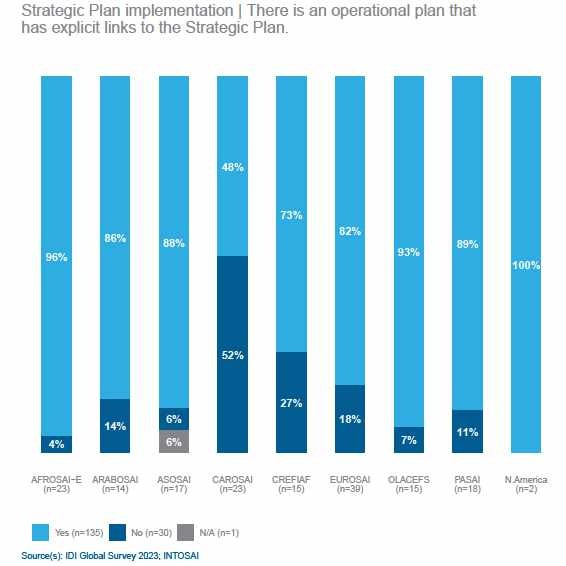 Strategic Plan implementation | There is an operational plan that
has explicit links to the Strategic Plan.
96%
4%
86%
14%
88%
6%
6%
48%
52%
73%
27%
82%
18%
93%
7%
89%
11%
100%
AFROSAI-E
(n=23)
ARABOSAI
(n=14)
ASOSAI
(n=17)
CAROSAI
(n=23)
CREFIAF
(n=15)
EUROSAI
(n=39)
OLACEFS
(n=15)
PASAI
(n=18)
N.America
(n=2)
Yes (n=135) No (n=30) N/A (n=1)
Source(s): IDI Global Survey 2023; INTOSAI